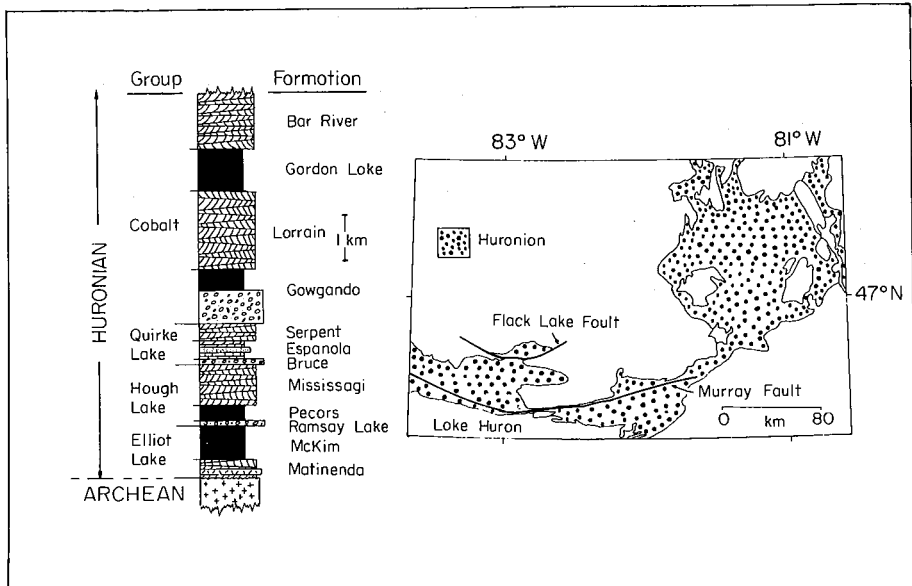 Group Formotion
HURONIAN
Cobalt
Quirke
Lake
Hough
Lake
Elliot
Lake
ARCHEAN
Bar River
Gordon Loke
Lorrain
1 km
Gowgando
Serpent
Espanola
Bruce
Mississagi
Pecors
Ramsay Lake
McKim
Matinenda
83° W 81° W
Huronion
47° N
Flack Lake Foult
Murray Fault
Loke Huron
0 km 80